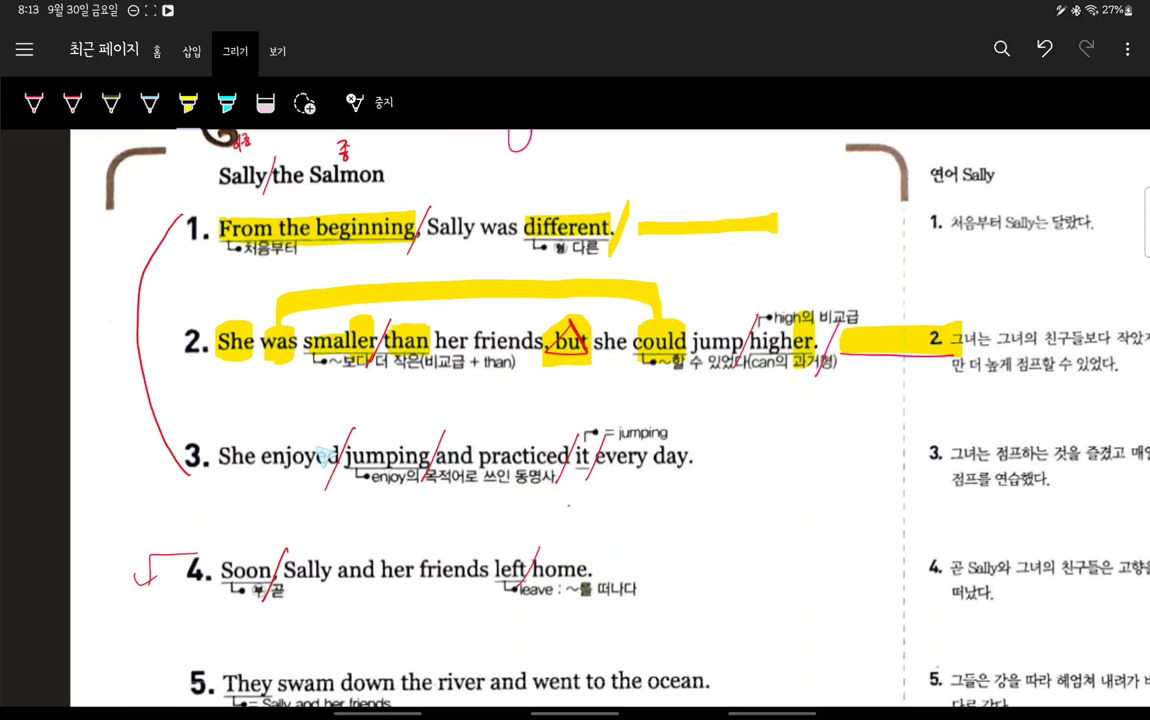 8:13 9월 30일 금요일 27%
최근 페이지 홈 삽입 그리기 보기
중지
종
Sally the Salmon 연어 Sally
1. From the beginning, Sally was different. 1. 처음부터 Sally는 달랐다.
처음부터 형 다른
high의 비교급
2. She was smaller than her friends, but she could jump higher. 2. 그녀는 그녀의 친구들보다 작았지
~보다 더 작은(비교급 + than) ~할 수 있었다(can의 과거형) 만 더 높게 점프할 수 있었다.
= jumping
3. She enjoyed jumping and practiced it every day. 3. 그녀는 점프하는 것을 즐겼고 매일
enjoy의 목적어로 쓰인 동명사 점프를 연습했다.
4. Soon, Sally and her friends left home. 4. 곧 Sally와 그녀의 친구들은 고향을
부 곧 leave : ~를 떠나다 떠났다.
5. They swam down the river and went to the ocean. 5. 그들은 강을 따라 헤엄쳐 내려가
= Sally and her friends